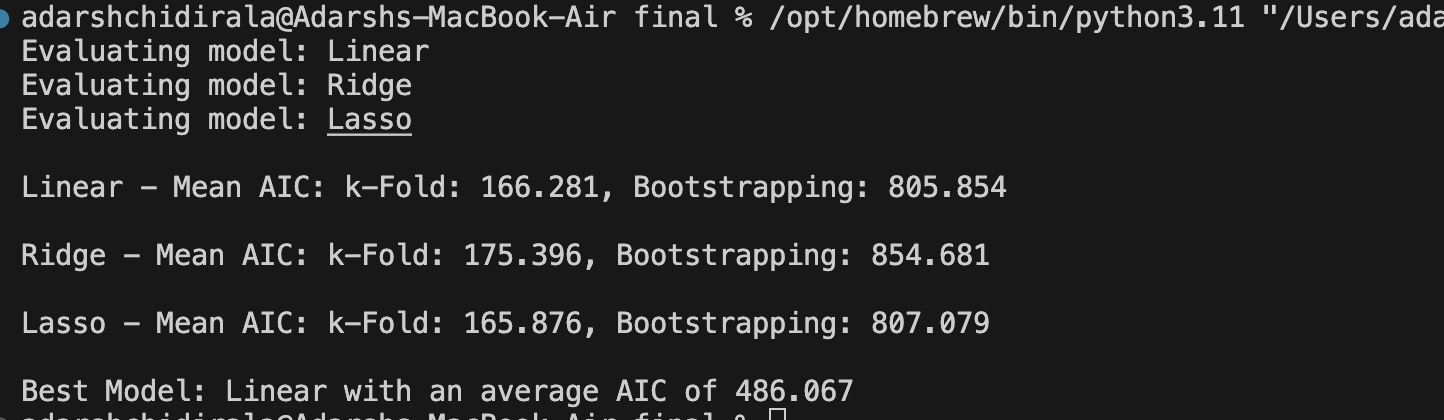 adarshchidirala@Adarshs-MacBook-Air final % /opt/homebrew/bin/python3.11 "/Users/ada
Evaluating model: Linear
Evaluating model: Ridge
Evaluating model: Lasso
Linear - Mean AIC: k-Fold: 166.281, Bootstrapping: 805.854
Ridge - Mean AIC: k-Fold: 175.396, Bootstrapping: 854.681
Lasso - Mean AIC: k-Fold: 165.876, Bootstrapping: 807.079
Best Model: Linear with an average AIC of 486.067
adarshchidirala@Adarshs-MacBook-Air final %